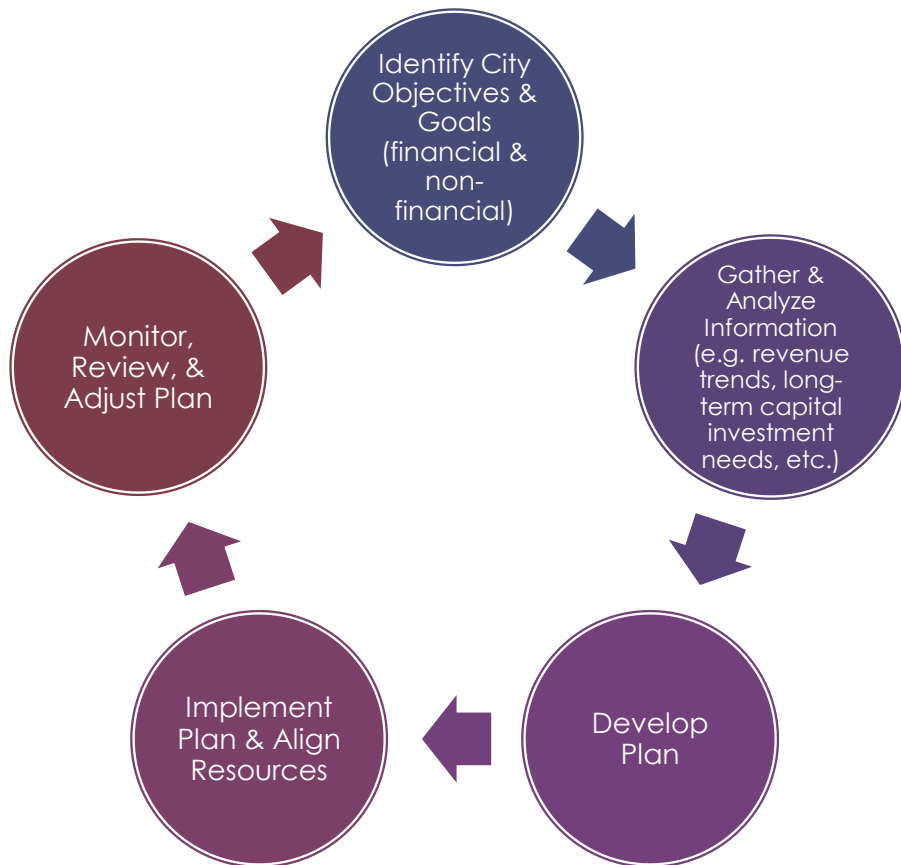 Identify City
Objectives &
Goals
(financial &
non-
financial)
Gather &
Analyze
Information
(e.g. revenue
trends, long-
term capital
investment
needs, etc.)
Develop
Plan
Implement
Plan & Align
Resources
Monitor,
Review, &
Adjust Plan